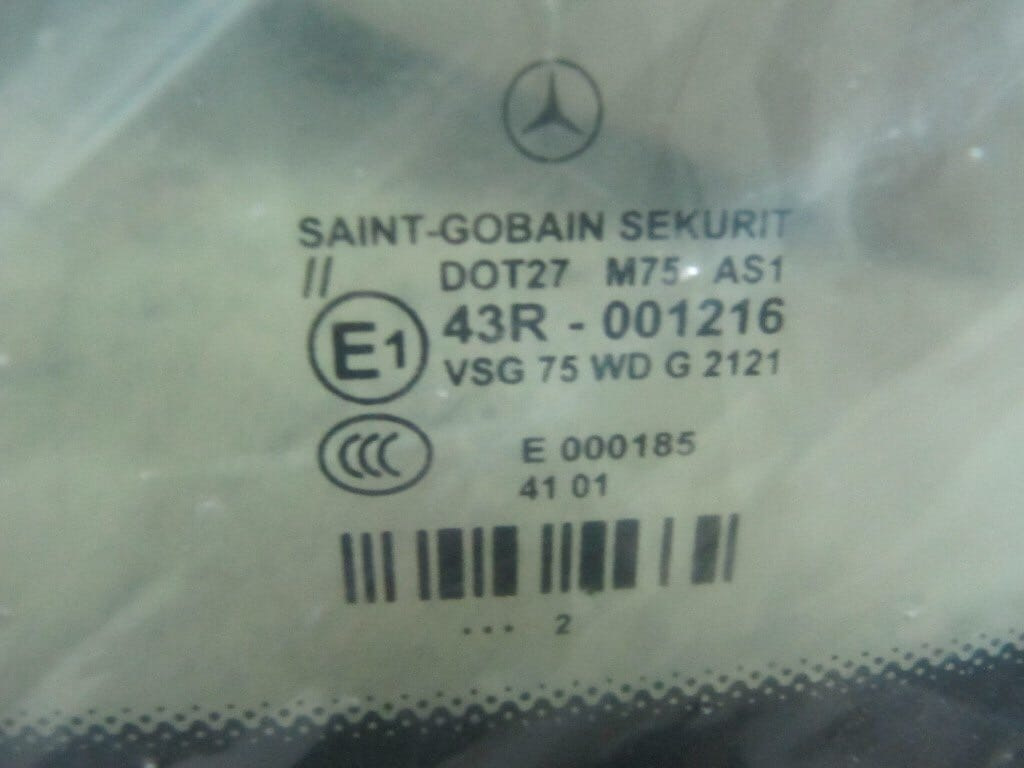 SAINT-GOBAIN SEKURIT
// DOT27 M75 AS1
E1 43R - 001216
VSG 75 WD G 2121
CCC E 000185
41 01
... 2